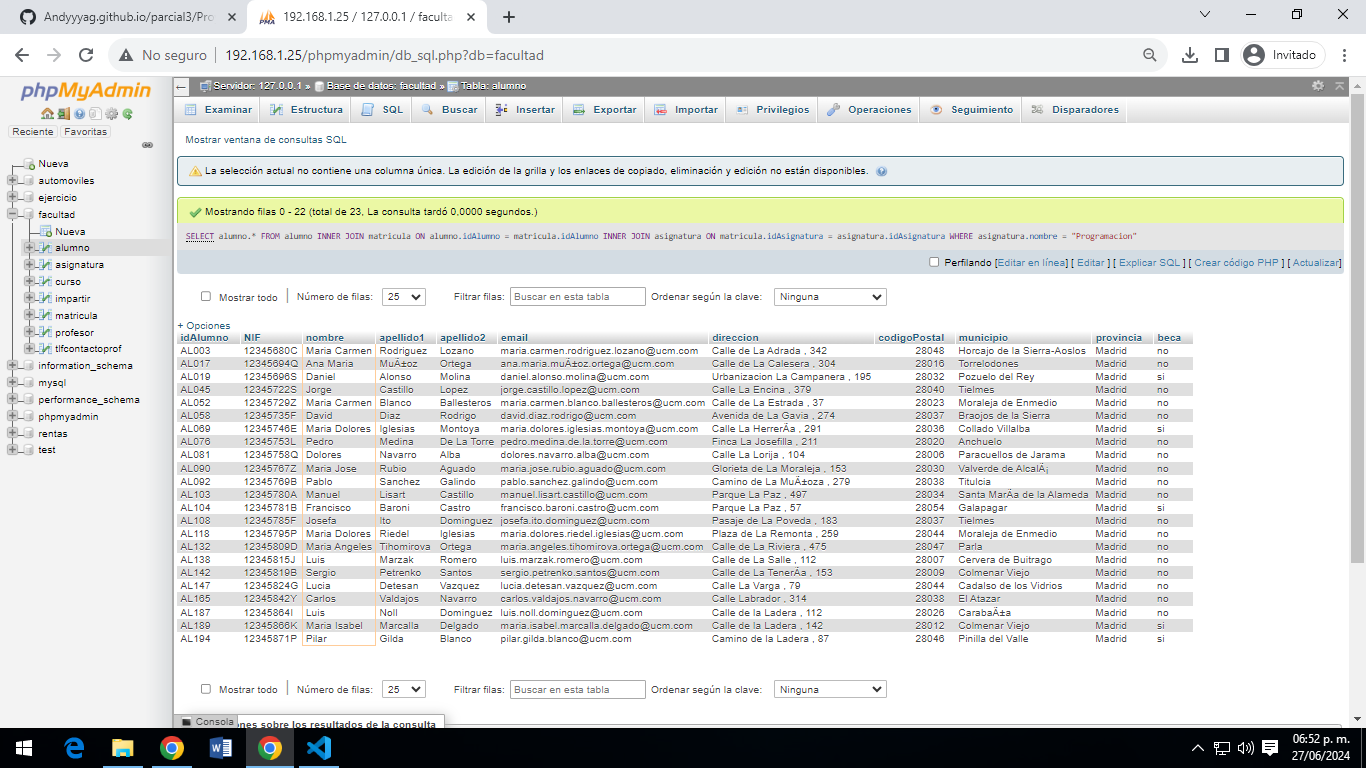 Andyyyag.github.io/parcial3/Pro
192.168.1.25 / 127.0.0.1 / faculta
No seguro 192.168.1.25/phpmyadmin/db_sql.php?db=facultad Invitado
phpMyAdmin
Reciente Favoritas
Nueva
automoviles
ejercicio
facultad
Nueva
alumno
asignatura
curso
impartir
matricula
profesor
tlfcontactoprof
information_schema
mysql
performance_schema
phpmyadmin
rentas
test
Servidor: 127.0.0.1 » Base de datos: facultad » Tabla: alumno
Examinar Estructura SQL Buscar Insertar Exportar Importar Privilegios Operaciones Seguimiento Disparadores
Mostrar ventana de consultas SQL
La selección actual no contiene una columna única. La edición de la grilla y los enlaces de copiado, eliminación y edición no están disponibles.
Mostrando filas 0 - 22 (total de 23, La consulta tardó 0,0000 segundos.)
SELECT alumno.* FROM alumno INNER JOIN matricula ON alumno.idAlumno = matricula.idAlumno INNER JOIN asignatura ON matricula.idAsignatura = asignatura.idAsignatura WHERE asignatura.nombre = "Programacion"
Perfilando [Editar en línea] [ Editar ] [ Explicar SQL ] [ Crear código PHP ] [ Actualizar]
Mostrar todo Número de filas: 25 Filtrar filas: Buscar en esta tabla Ordenar según la clave: Ninguna
+ Opciones
idAlumno NIF nombre apellido1 apellido2 email direccion codigoPostal municipio provincia beca
AL003 12345680C Maria Carmen Rodriguez Lozano maria.carmen.rodriguez.lozano@ucm.com Calle de La Adrada , 342 28048 Horcajo de la Sierra-Aoslos Madrid no
AL017 12345694Q Ana Maria MuÃ±oz Ortega ana.maria.muÃ±oz.ortega@ucm.com Calle de La Calesera , 304 28016 Torrelodones Madrid no
AL019 12345696S Daniel Alonso Molina daniel.alonso.molina@ucm.com Urbanizacion La Campanera , 195 28032 Pozuelo del Rey Madrid si
AL045 12345722S Jorge Castillo Lopez jorge.castillo.lopez@ucm.com Calle La Encina , 379 28040 Tielmes Madrid no
AL052 12345729Z Maria Carmen Blanco Ballesteros maria.carmen.blanco.ballesteros@ucm.com Calle de La Estrada , 37 28023 Moraleja de Enmedio Madrid no
AL058 12345735F David Diaz Rodrigo david.diaz.rodrigo@ucm.com Avenida de La Gavia , 274 28037 Braojos de la Sierra Madrid no
AL069 12345746E Maria Dolores Iglesias Montoya maria.dolores.iglesias.montoya@ucm.com Calle La HerrerÃ­a , 291 28036 Collado Villalba Madrid si
AL076 12345753L Pedro Medina De La Torre pedro.medina.de.la.torre@ucm.com Finca La Josefilla , 211 28020 Anchuelo Madrid no
AL081 12345758Q Dolores Navarro Alba dolores.navarro.alba@ucm.com Calle La Lorija , 104 28006 Paracuellos de Jarama Madrid no
AL090 12345767Z Maria Jose Rubio Aguado maria.jose.rubio.aguado@ucm.com Glorieta de La Moraleja , 153 28030 Valverde de AlcalÃ¡ Madrid no
AL092 12345769B Pablo Sanchez Galindo pablo.sanchez.galindo@ucm.com Camino de La MuÃ±oza , 279 28038 Titulcia Madrid no
AL103 12345780A Manuel Lisart Castillo manuel.lisart.castillo@ucm.com Parque La Paz , 497 28034 Santa MarÃ­a de la Alameda Madrid no
AL104 12345781B Francisco Baroni Castro francisco.baroni.castro@ucm.com Parque La Paz , 57 28054 Galapagar Madrid si
AL108 12345785F Josefa Ito Dominguez josefa.ito.dominguez@ucm.com Pasaje de La Poveda , 183 28037 Tielmes Madrid no
AL118 12345795P Maria Dolores Riedel Iglesias maria.dolores.riedel.iglesias@ucm.com Plaza de La Remonta , 259 28044 Moraleja de Enmedio Madrid no
AL132 12345809D Maria Angeles Tihomirova Ortega maria.angeles.tihomirova.ortega@ucm.com Calle de La Riviera , 475 28047 Parla Madrid no
AL138 12345815J Luis Marzak Romero luis.marzak.romero@ucm.com Calle de La Salle , 112 28007 Cervera de Buitrago Madrid no
AL142 12345819B Sergio Petrenko Santos sergio.petrenko.santos@ucm.com Calle de La TenerÃ­a , 153 28009 Colmenar Viejo Madrid no
AL147 12345824G Lucia Detesan Vazquez lucia.detesan.vazquez@ucm.com Calle La Varga , 79 28044 Cadalso de los Vidrios Madrid no
AL165 12345842Y Carlos Valdajos Navarro carlos.valdajos.navarro@ucm.com Calle Labrador , 314 28038 El Atazar Madrid no
AL187 12345864I Luis Noll Dominguez luis.noll.dominguez@ucm.com Calle de la Ladera , 112 28026 CarabaÃ±a Madrid no
AL189 12345866K Maria Isabel Marcalla Delgado maria.isabel.marcalla.delgado@ucm.com Calle de la Ladera , 142 28012 Colmenar Viejo Madrid si
AL194 12345871P Pilar Gilda Blanco pilar.gilda.blanco@ucm.com Camino de la Ladera , 87 28046 Pinilla del Valle Madrid si
Mostrar todo Número de filas: 25 Filtrar filas: Buscar en esta tabla Ordenar según la clave: Ninguna
Consola nes sobre los resultados de la consulta
06:52 p. m.
27/06/2024